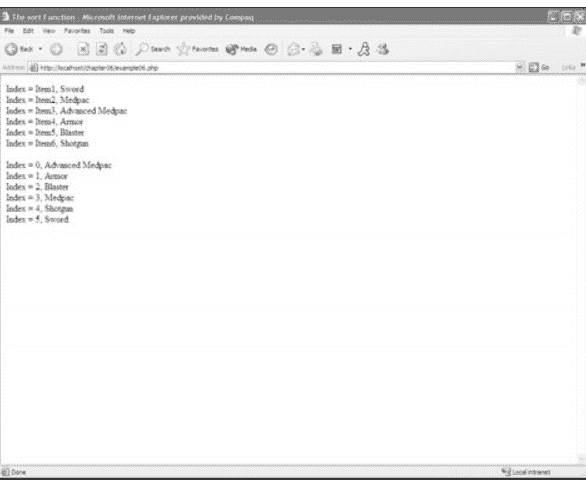 The sort Function - Microsoft Internet Explorer provided by Compaq
File Edit View Favorites Tools Help
Back Search Favorites Media
Address http://localhost/chapter06/example06.php Go Links »
Index = Item1, Sword
Index = Item2, Medpac
Index = Item3, Advanced Medpac
Index = Item4, Armor
Index = Item5, Blaster
Index = Item6, Shotgun
Index = 0, Advanced Medpac
Index = 1, Armor
Index = 2, Blaster
Index = 3, Medpac
Index = 4, Shotgun
Index = 5, Sword
Done Local intranet